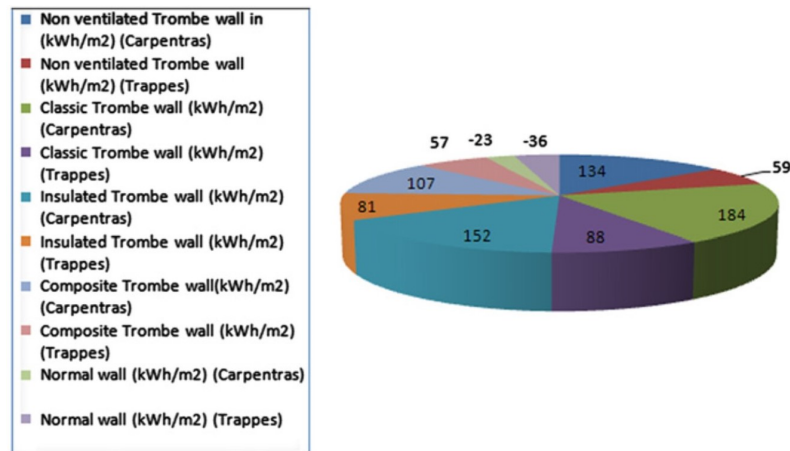 Non ventilated Trombe wall in
(kWh/m2) (Carpentras)
Non ventilated Trombe wall
(kWh/m2) (Trappes)
Classic Trombe wall (kWh/m2)
(Carpentras)
Classic Trombe wall (kWh/m2)
(Trappes)
Insulated Trombe wall (kWh/m2)
(Carpentras)
Insulated Trombe wall (kWh/m2)
(Trappes)
Composite Trombe wall(kWh/m2)
(Carpentras)
Composite Trombe wall (kWh/m2)
(Trappes)
Normal wall (kWh/m2) (Carpentras)
Normal wall (kWh/m2) (Trappes)
57 -23 -36
134
59
107
81
184
152
88